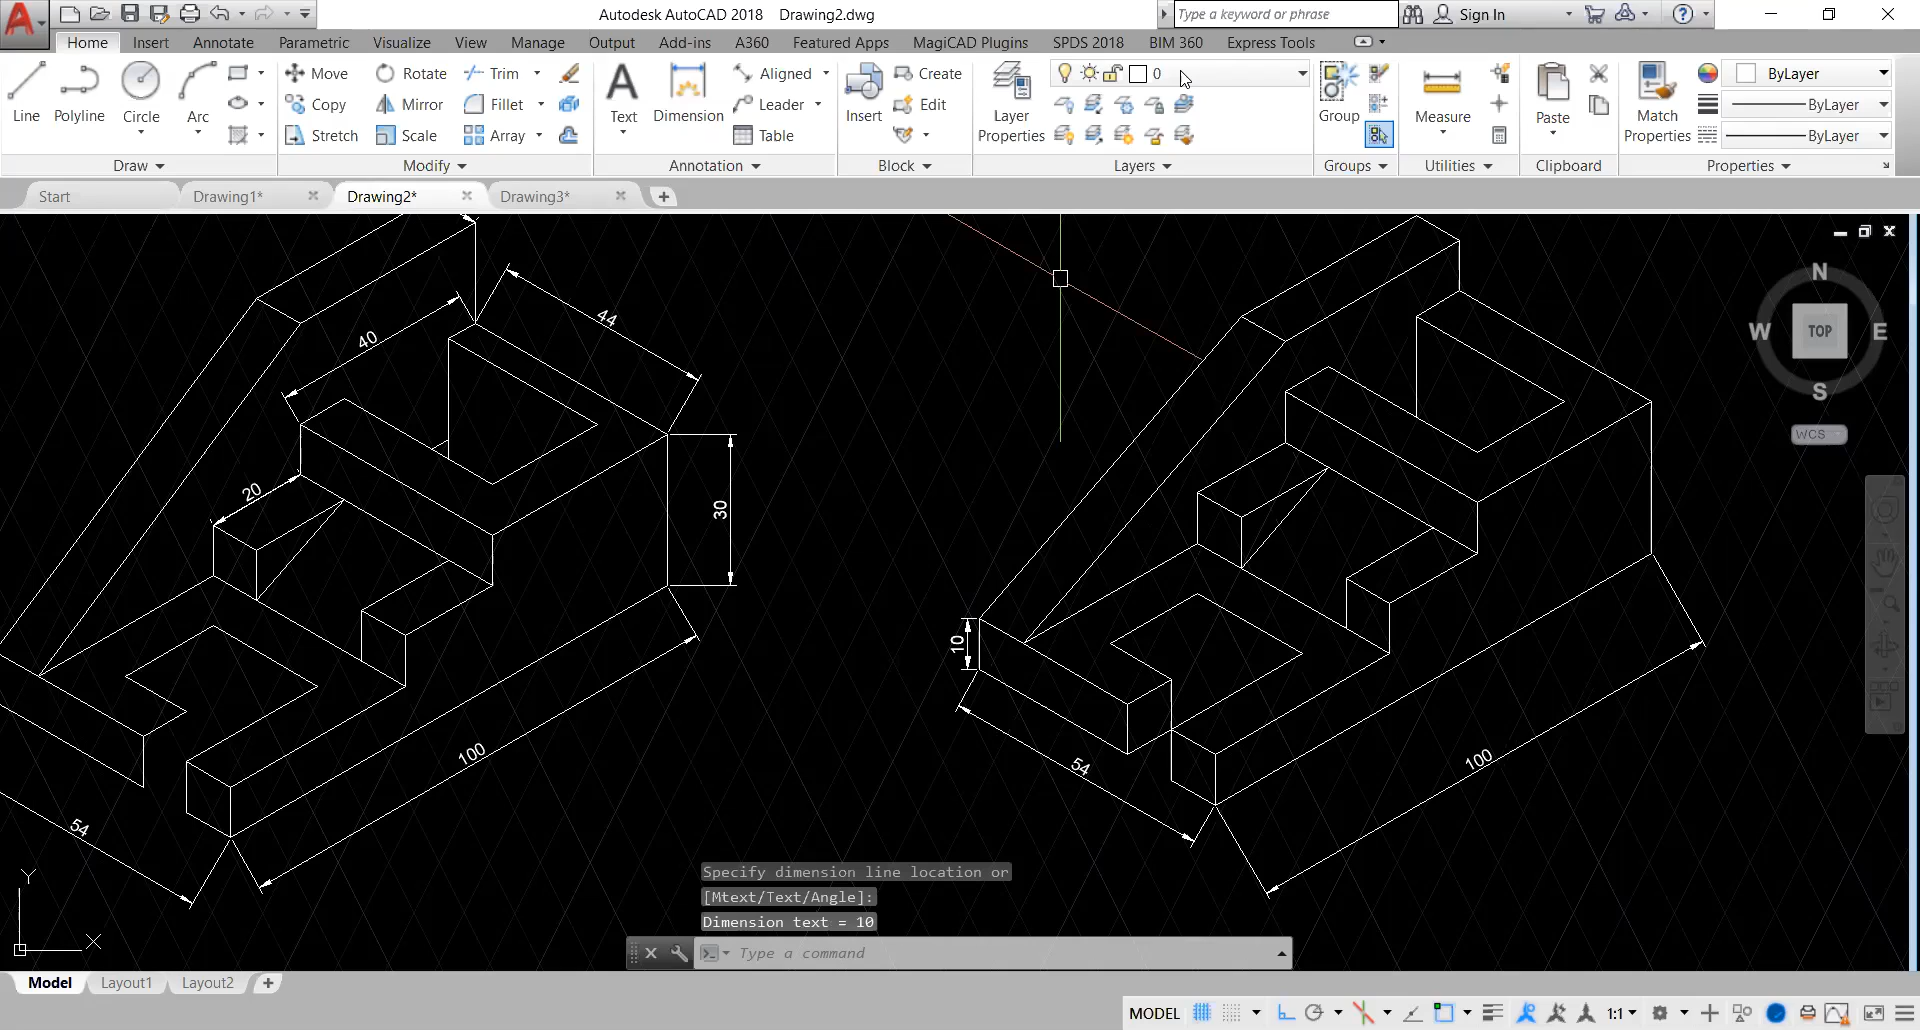 Autodesk AutoCAD 2018 Drawing2.dwg
Type a keyword or phrase
Sign In
Home Insert Annotate Parametric Visualize View Manage Output Add-ins A360 Featured Apps MagiCAD Plugins SPDS 2018 BIM 360 Express Tools
Line Polyline Circle Arc
Move Rotate Trim
Copy Mirror Fillet
Stretch Scale Array
Text Dimension
Aligned
Leader
Table
Insert
Create
Edit
Layer Properties
0
Group
Measure
Paste
Match Properties
ByLayer
ByLayer
ByLayer
Draw Modify Annotation Block Layers Groups Utilities Clipboard Properties
Start Drawing1* Drawing2* Drawing3*
N
W TOP E
S
WCS
44
40
20
30
100
54
10
54
100
Y
X
Specify dimension line location or
[Mtext/Text/Angle]:
Dimension text = 10
Type a command
Model Layout1 Layout2
MODEL 1:1